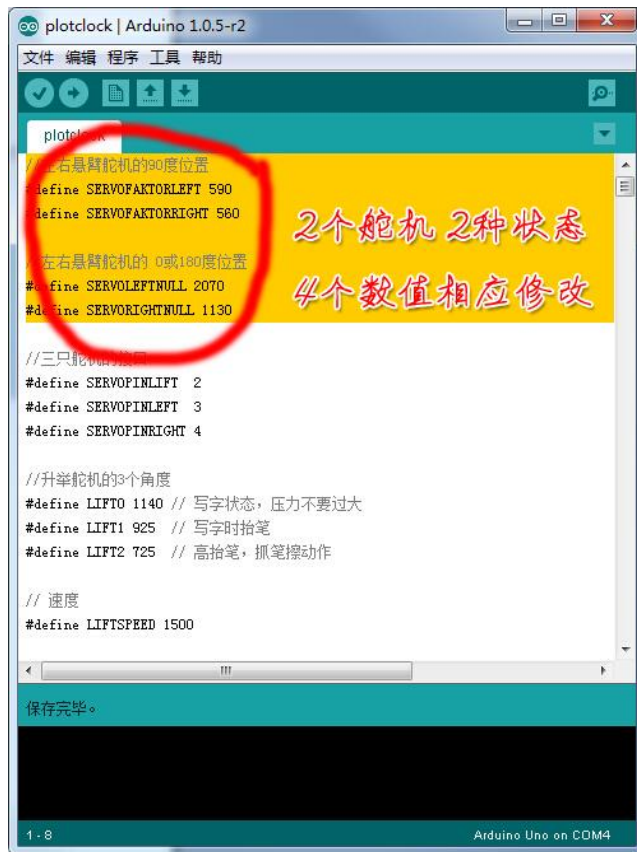 plotclock | Arduino 1.0.5-r2
文件 编辑 程序 工具 帮助
//左右悬臂舵机的90度位置
#define SERVOFAKTORLEFT 590
#define SERVOFAKTORRIGHT 560
2个舵机 2种状态
//左右悬臂舵机的 0或180度位置
#define SERVOLEFTNULL 2070
4个数值相应修改
#define SERVORIGHTNULL 1130
//三只舵机的接口
#define SERVOPINLIFT 2
#define SERVOPINLEFT 3
#define SERVOPINRIGHT 4
//升举舵机的3个角度
#define LIFT0 1140 // 写字状态，压力不要过大
#define LIFT1 925 // 写字时抬笔
#define LIFT2 725 // 高抬笔，抓笔擦动作
// 速度
#define LIFTSPEED 1500
保存完毕。
1 - 8
Arduino Uno on COM4